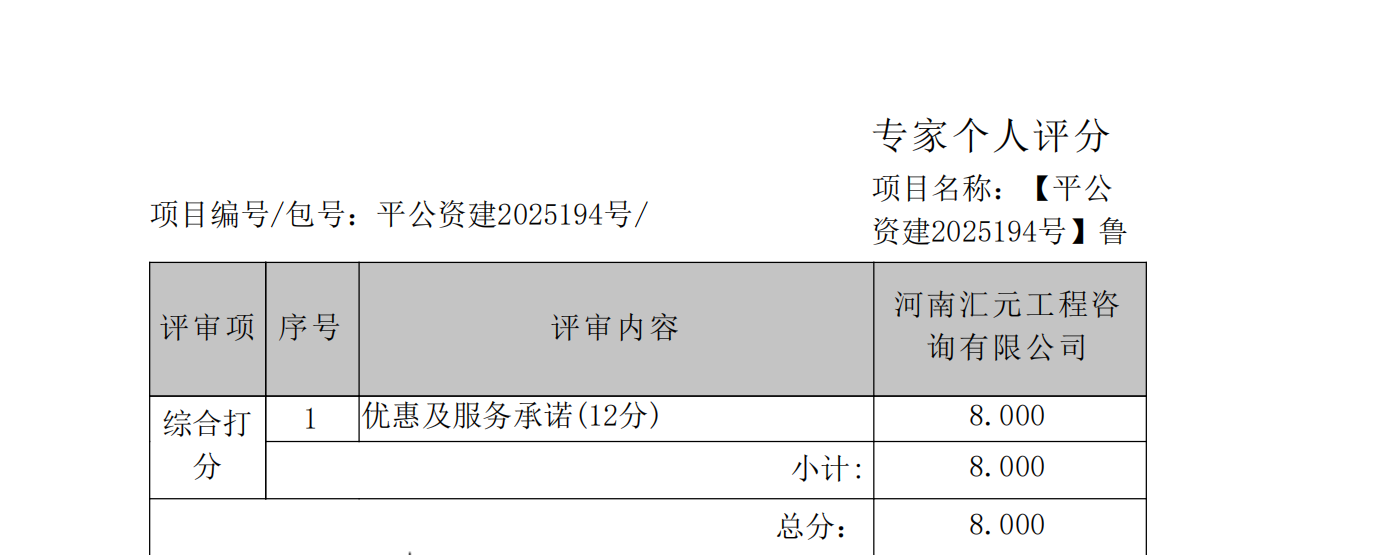 专家个人评分
项目编号/包号：平公资建2025194号/
项目名称：【平公
资建2025194号】鲁
评审项 序号 评审内容 河南汇元工程咨
询有限公司
综合打
分
1 优惠及服务承诺(12分) 8.000
小计: 8.000
总分： 8.000